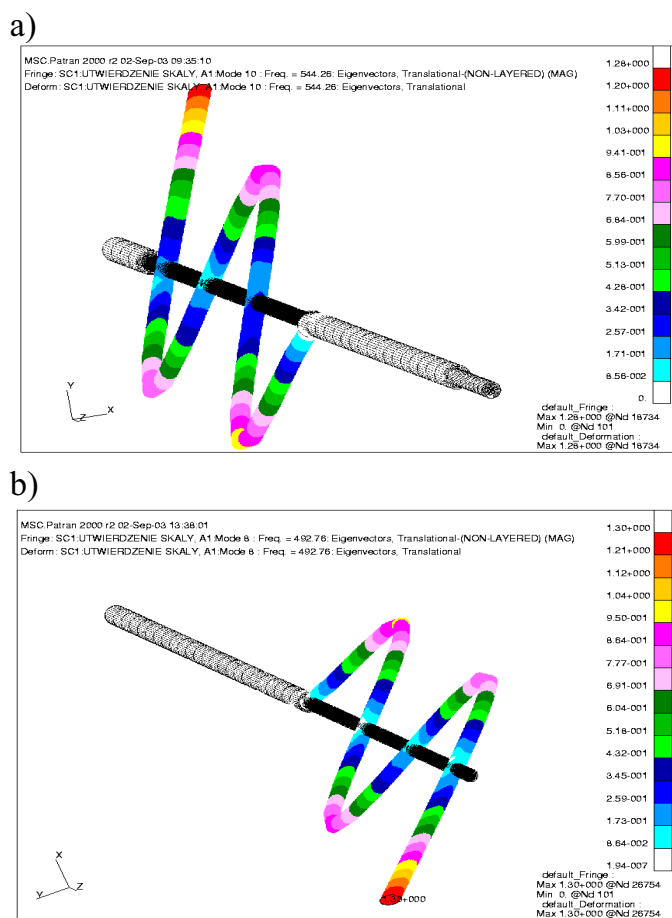 a)
MSC.Patran 2000 r2 02-Sep-03 09:35:10
Fringe: SC1:UTWIERDZENIE SKALY, A1:Mode 10 : Freq. = 544.26: Eigenvectors, Translational-(NON-LAYERED) (MAG)
Deform: SC1:UTWIERDZENIE SKALY, A1:Mode 10 : Freq. = 544.26: Eigenvectors, Translational
1.28+000
1.20+000
1.11+000
1.03+000
9.41-001
8.56-001
7.70-001
6.84-001
5.99-001
5.13-001
4.28-001
3.42-001
2.57-001
1.71-001
8.56-002
0.
Y
Z X
default_Fringe :
Max 1.28+000 @Nd 18734
Min 0. @Nd 101
default_Deformation :
Max 1.28+000 @Nd 18734
b)
MSC.Patran 2000 r2 02-Sep-03 13:38:01
Fringe: SC1:UTWIERDZENIE SKALY, A1:Mode 8 : Freq. = 492.76: Eigenvectors, Translational-(NON-LAYERED) (MAG)
Deform: SC1:UTWIERDZENIE SKALY, A1:Mode 8 : Freq. = 492.76: Eigenvectors, Translational
1.30+000
1.21+000
1.12+000
1.04+000
9.50-001
8.64-001
7.77-001
6.91-001
6.04-001
5.18-001
4.32-001
3.45-001
2.59-001
1.73-001
8.64-002
1.94-007
X
Y Z
1.30+000
default_Fringe :
Max 1.30+000 @Nd 26754
Min 0. @Nd 101
default_Deformation :
Max 1.30+000 @Nd 26754